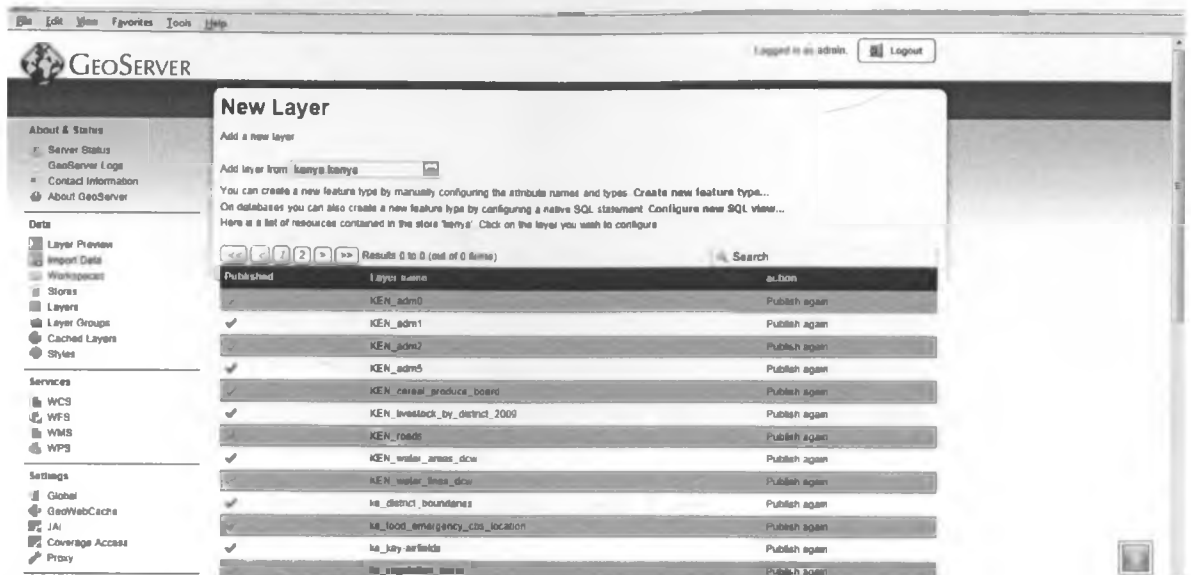 File Edit View Favorites Tools Help
Logged in as admin. Logout
GEOSERVER
New Layer
Add a new layer
Add layer from kenya:kenya
You can create a new feature type by manually configuring the attribute names and types. Create new feature type...
On databases you can also create a new feature type by configuring a native SQL statement. Configure new SQL view...
Here is a list of resources contained in the store 'kenya'. Click on the layer you wish to configure
<< < 1 2 > >> Results 0 to 0 (out of 0 items) Search
Published Layer name action
KEN_adm0 Publish again
KEN_adm1 Publish again
KEN_adm2 Publish again
KEN_adm5 Publish again
KEN_cereal_produce_board Publish again
KEN_livestock_by_district_2009 Publish again
KEN_roads Publish again
KEN_water_areas_dcw Publish again
KEN_water_lines_dcw Publish again
ke_district_boundaries Publish again
ke_food_emergency_cbs_location Publish again
ke_key-airfields Publish again
Publish again
About & Status
Server Status
GeoServer Logs
Contact Information
About GeoServer
Data
Layer Preview
Import Data
Workspaces
Stores
Layers
Layer Groups
Cached Layers
Styles
Services
WCS
WFS
WMS
WPS
Settings
Global
GeoWebCache
JAI
Coverage Access
Proxy